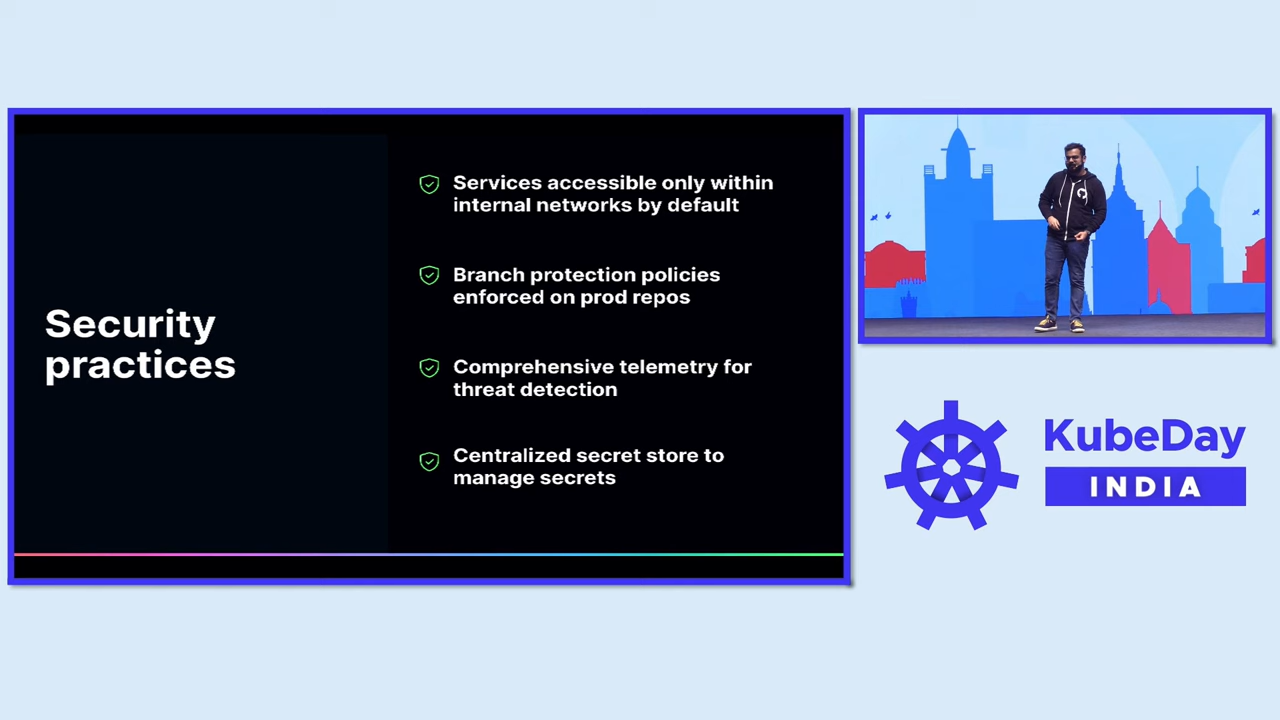 Security
practices
Services accessible only within
internal networks by default
Branch protection policies
enforced on prod repos
Comprehensive telemetry for
threat detection
Centralized secret store to
manage secrets
KubeDay
INDIA